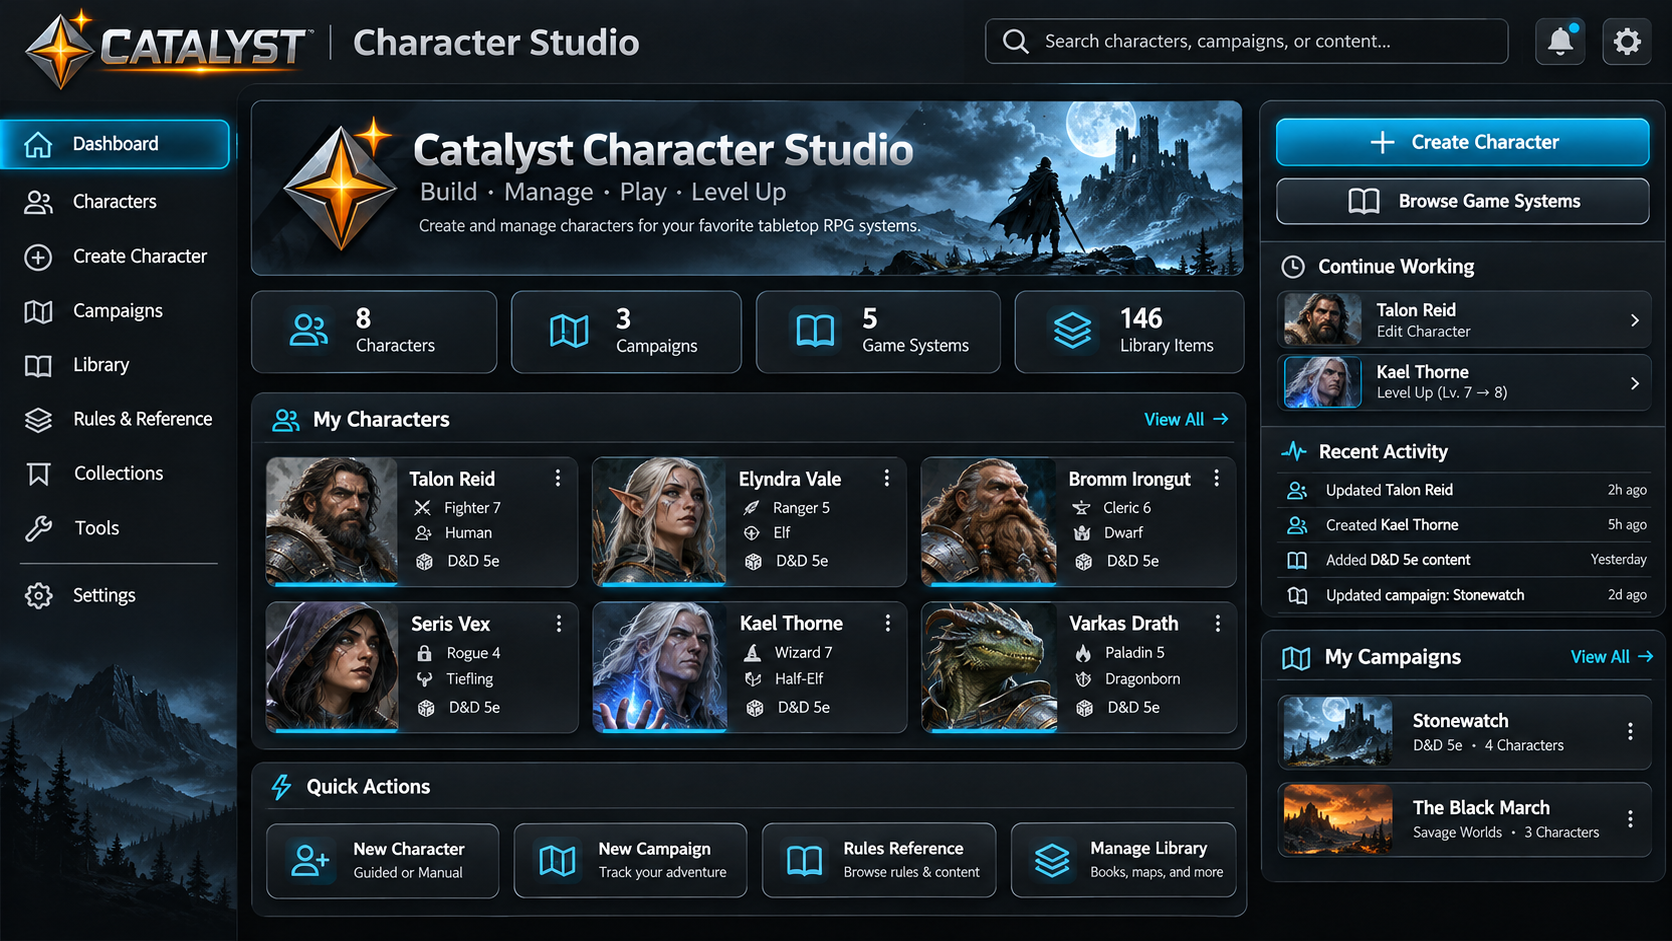 CATALYST™
Character Studio
Search characters, campaigns, or content...
Dashboard
Characters
Create Character
Campaigns
Library
Rules & Reference
Collections
Tools
Settings
Catalyst Character Studio
Build · Manage · Play · Level Up
Create and manage characters for your favorite tabletop RPG systems.
8
Characters
3
Campaigns
5
Game Systems
146
Library Items
My Characters
View All →
Talon Reid
Fighter 7
Human
D&D 5e
Elyndra Vale
Ranger 5
Elf
D&D 5e
Bromm Irongut
Cleric 6
Dwarf
D&D 5e
Seris Vex
Rogue 4
Tiefling
D&D 5e
Kael Thorne
Wizard 7
Half-Elf
D&D 5e
Varkas Drath
Paladin 5
Dragonborn
D&D 5e
Quick Actions
New Character
Guided or Manual
New Campaign
Track your adventure
Rules Reference
Browse rules & content
Manage Library
Books, maps, and more
Create Character
Browse Game Systems
Continue Working
Talon Reid
Edit Character
Kael Thorne
Level Up (Lv. 7 → 8)
Recent Activity
Updated Talon Reid 2h ago
Created Kael Thorne 5h ago
Added D&D 5e content Yesterday
Updated campaign: Stonewatch 2d ago
My Campaigns
View All →
Stonewatch
D&D 5e • 4 Characters
The Black March
Savage Worlds • 3 Characters